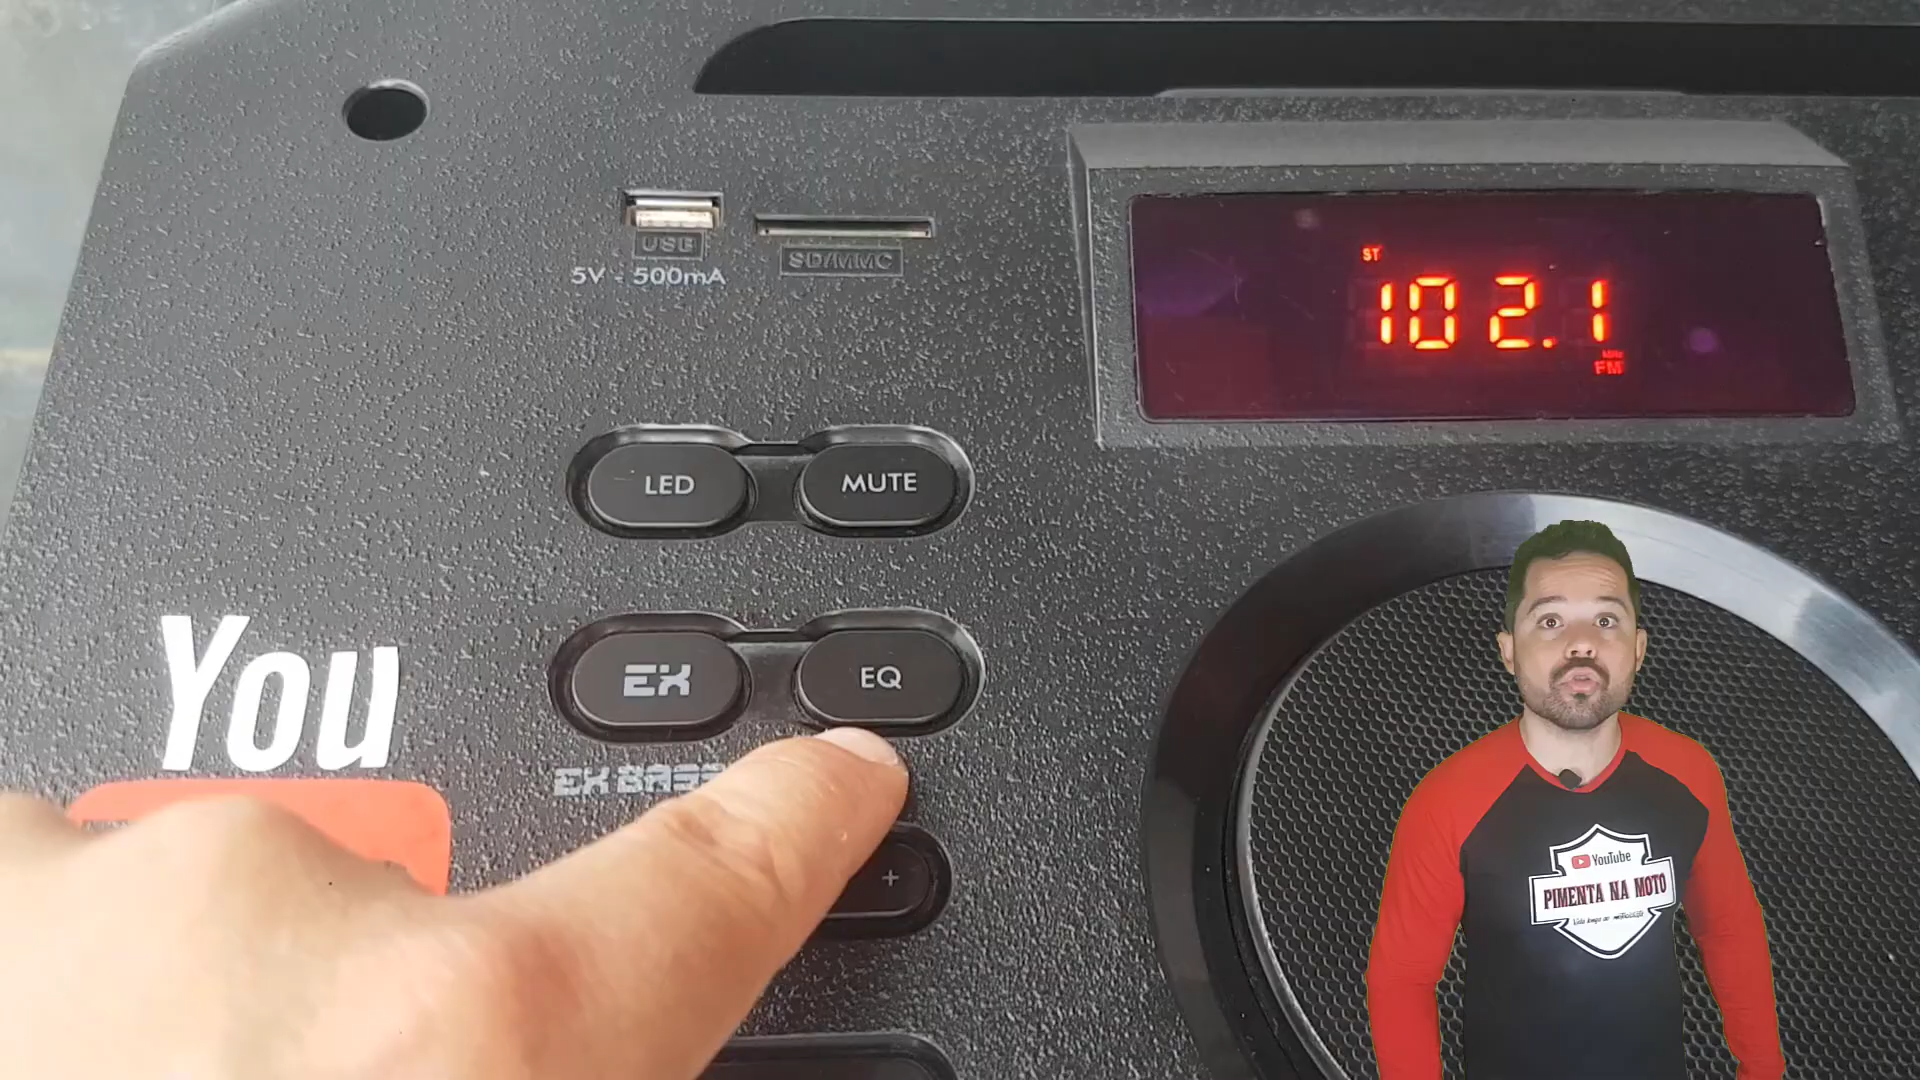 USB
5V - 500mA
SD/MMC
ST
102.1
MHz
FM
LED
MUTE
EX
EQ
You
EX BASS
+
YouTube
PIMENTA NA MOTO